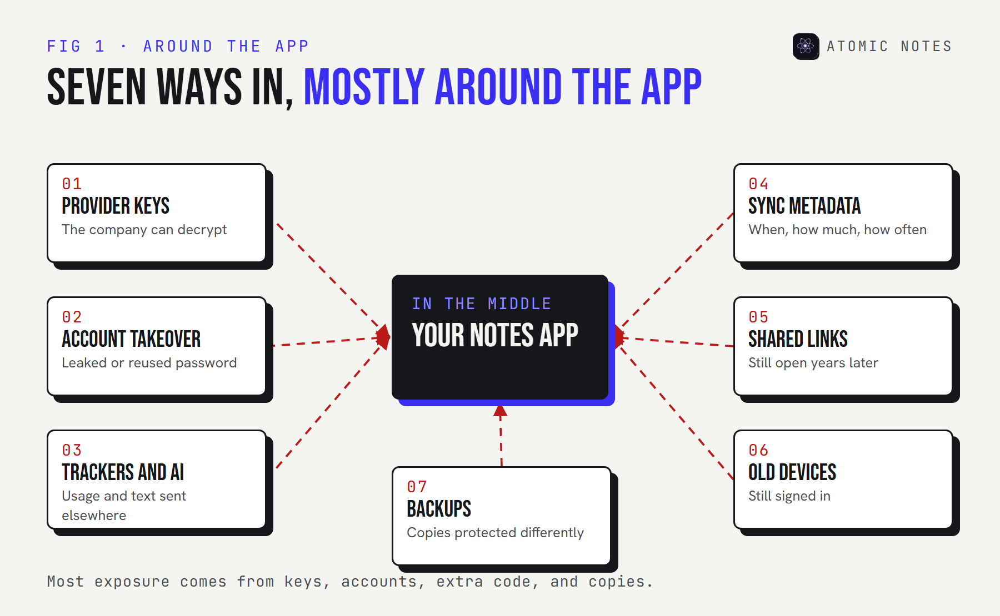 FIG 1 · AROUND THE APP
ATOMIC NOTES
SEVEN WAYS IN, MOSTLY AROUND THE APP
01
PROVIDER KEYS
The company can decrypt
02
ACCOUNT TAKEOVER
Leaked or reused password
03
TRACKERS AND AI
Usage and text sent
elsewhere
IN THE MIDDLE
YOUR NOTES APP
04
SYNC METADATA
When, how much, how often
05
SHARED LINKS
Still open years later
06
OLD DEVICES
Still signed in
07
BACKUPS
Copies protected differently
Most exposure comes from keys, accounts, extra code, and copies.